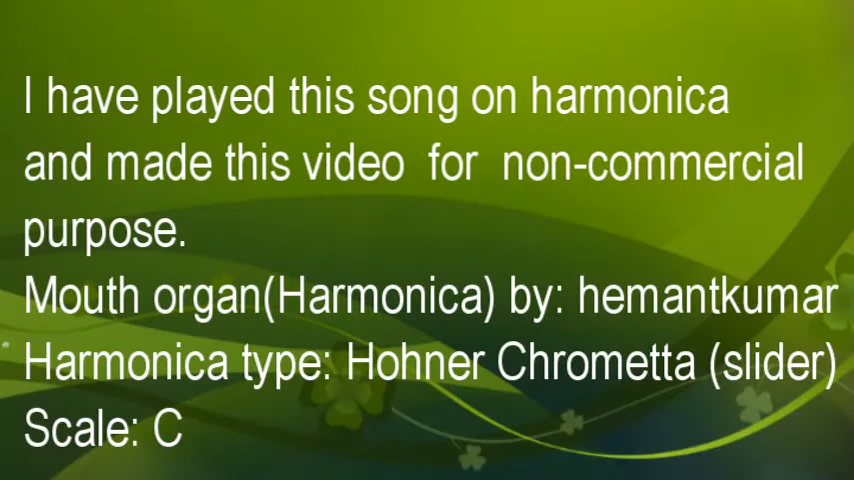 I have played this song on harmonica
and made this video for non-commercial
purpose.
Mouth organ(Harmonica) by: hemantkumar
Harmonica type: Hohner Chrometta (slider)
Scale: C